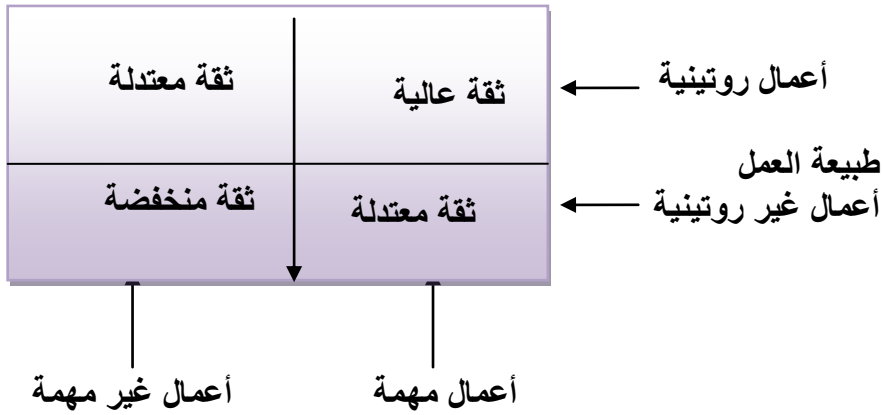 ثقة عالية
ثقة معتدلة
أعمال روتينية
طبيعة العمل
أعمال غير روتينية
ثقة معتدلة
ثقة منخفضة
أعمال مهمة
أعمال غير مهمة